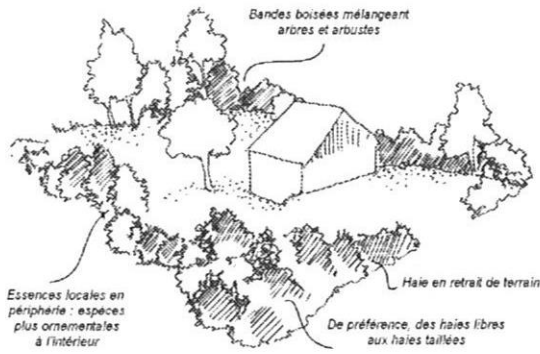 Bandes boisées mélangeant
arbres et arbustes
Essences locales en
périphérie : espèces
plus ornementales
à l'intérieur
Haie en retrait de terrain
De préférence, des haies libres
aux haies taillées